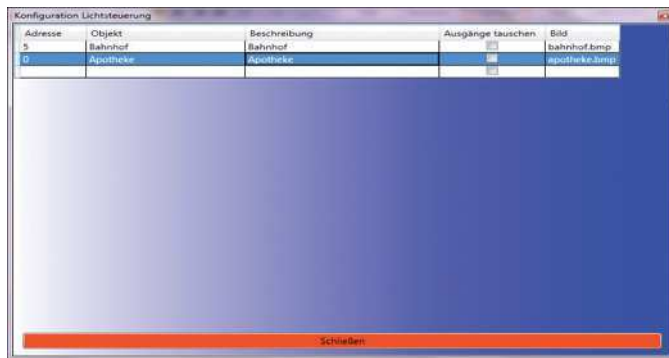 Konfiguration Lichtsteuerung
Adresse Objekt Beschreibung Ausgänge tauschen Bild
5 Bahnhof Bahnhof bahnhof.bmp
0 Apotheke Apotheke apotheke.bmp
Schließen